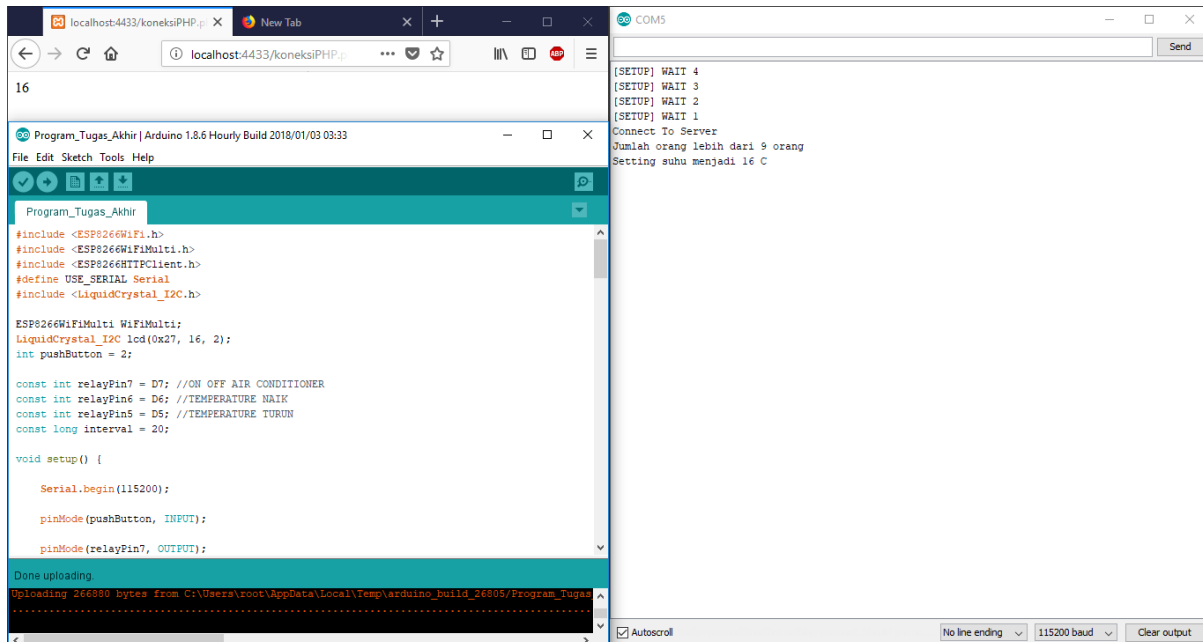 localhost:4433/koneksiPHP.p
New Tab
localhost:4433/koneksiPHP.p
ABP
16
Program_Tugas_Akhir | Arduino 1.8.6 Hourly Build 2018/01/03 03:33
File Edit Sketch Tools Help
Program_Tugas_Akhir
#include <ESP8266WiFi.h>
#include <ESP8266WiFiMulti.h>
#include <ESP8266HTTPClient.h>
#define USE_SERIAL Serial
#include <LiquidCrystal_I2C.h>
ESP8266WiFiMulti WiFiMulti;
LiquidCrystal_I2C lcd(0x27, 16, 2);
int pushButton = 2;
const int relayPin7 = D7; //ON OFF AIR CONDITIONER
const int relayPin6 = D6; //TEMPERATURE NAIK
const int relayPin5 = D5; //TEMPERATURE TURUN
const long interval = 20;
void setup() {
Serial.begin(115200);
pinMode(pushButton, INPUT);
pinMode(relayPin7, OUTPUT);
Done uploading.
Uploading 266880 bytes from C:\Users\root\AppData\Local\Temp\arduino_build_26805/Program_Tugas
COM5
Send
[SETUP] WAIT 4
[SETUP] WAIT 3
[SETUP] WAIT 2
[SETUP] WAIT 1
Connect To Server
Jumlah orang lebih dari 9 orang
Setting suhu menjadi 16 C
Autoscroll
No line ending
115200 baud
Clear output